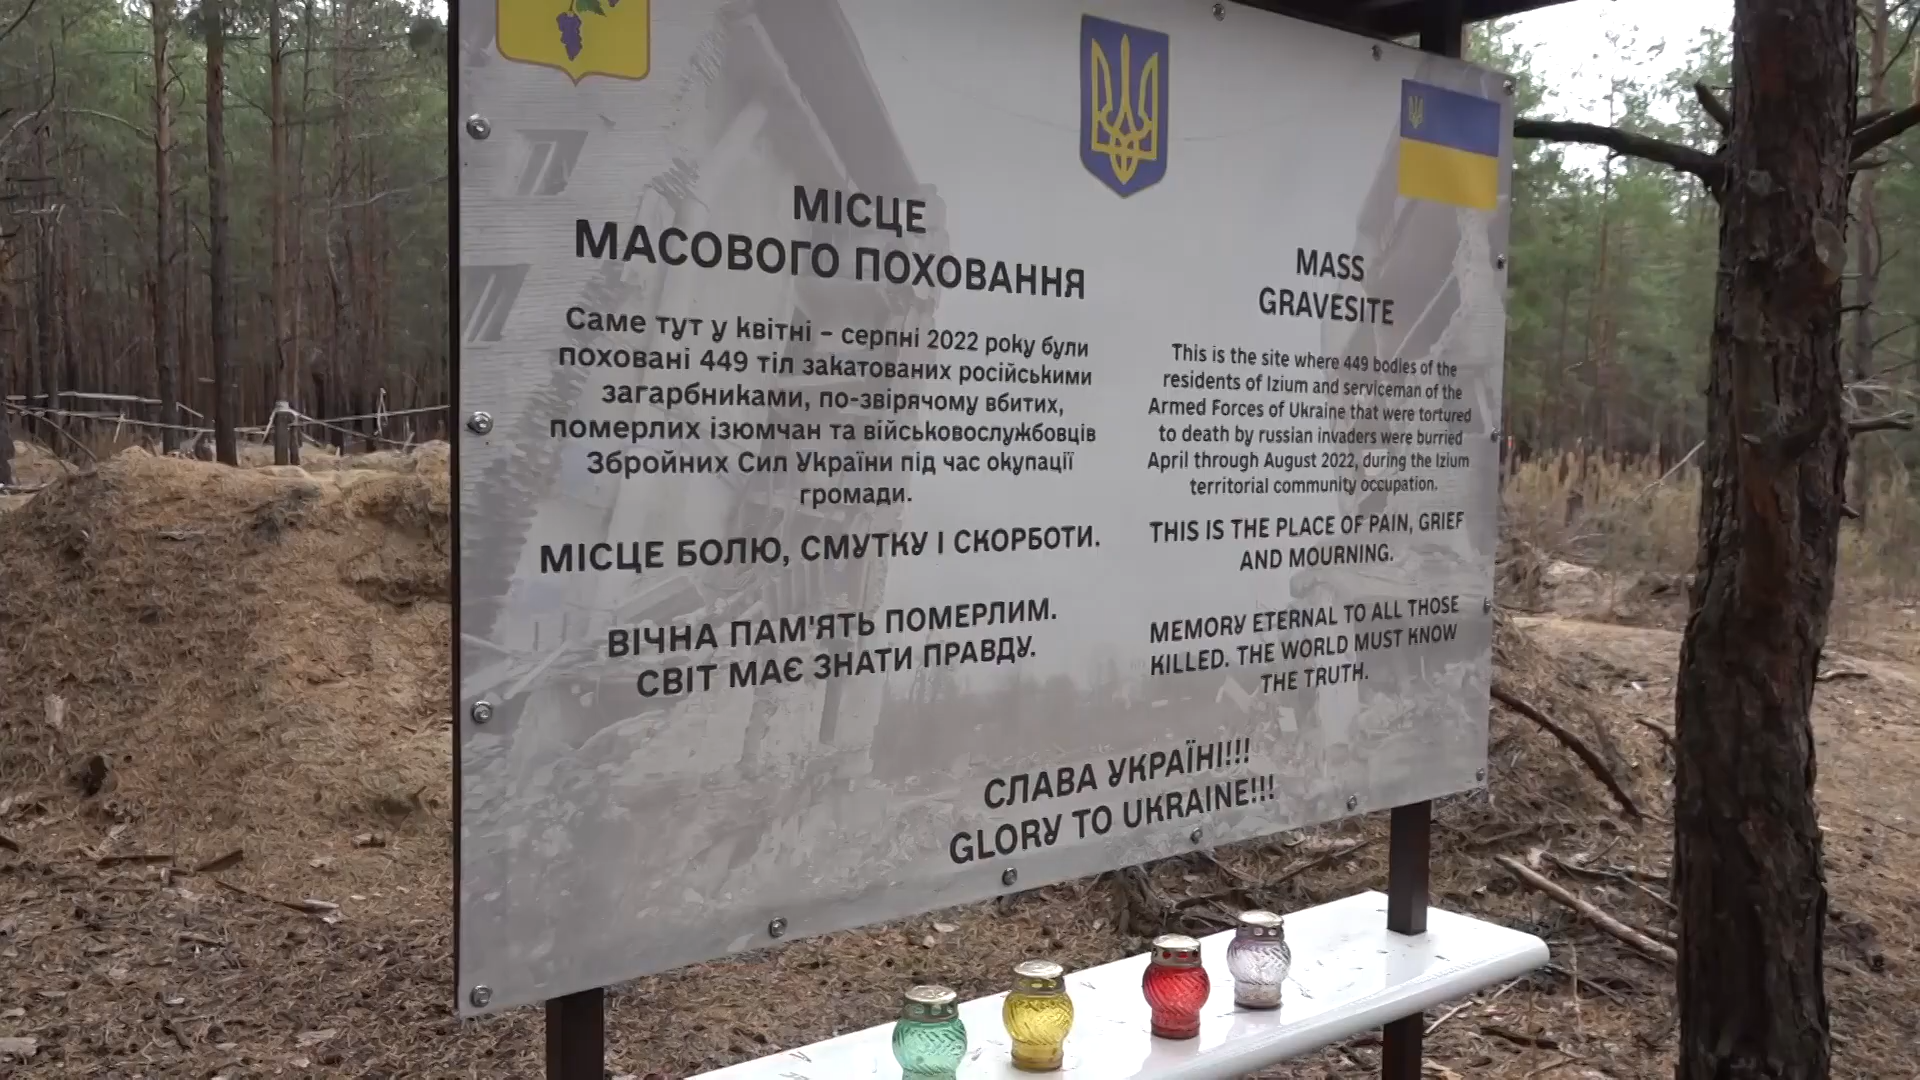 МІСЦЕ
МАСОВОГО ПОХОВАННЯ
Саме тут у квітні – серпні 2022 року були
поховані 449 тіл закатованих російськими
загарбниками, по-звірячому вбитих,
померлих ізюмчан та військовослужбовців
Збройних Сил України під час окупації
громади.
МІСЦЕ БОЛЮ, СМУТКУ І СКОРБОТИ.
ВІЧНА ПАМ'ЯТЬ ПОМЕРЛИМ.
СВІТ МАЄ ЗНАТИ ПРАВДУ.
MASS
GRAVESITE
This is the site where 449 bodies of the
residents of Izium and serviceman of the
Armed Forces of Ukraine that were tortured
to death by russian invaders were burried
April through August 2022, during the Izium
territorial community occupation.
THIS IS THE PLACE OF PAIN, GRIEF
AND MOURNING.
MEMORY ETERNAL TO ALL THOSE
KILLED. THE WORLD MUST KNOW
THE TRUTH.
СЛАВА УКРАЇНІ!!!
GLORY TO UKRAINE!!!